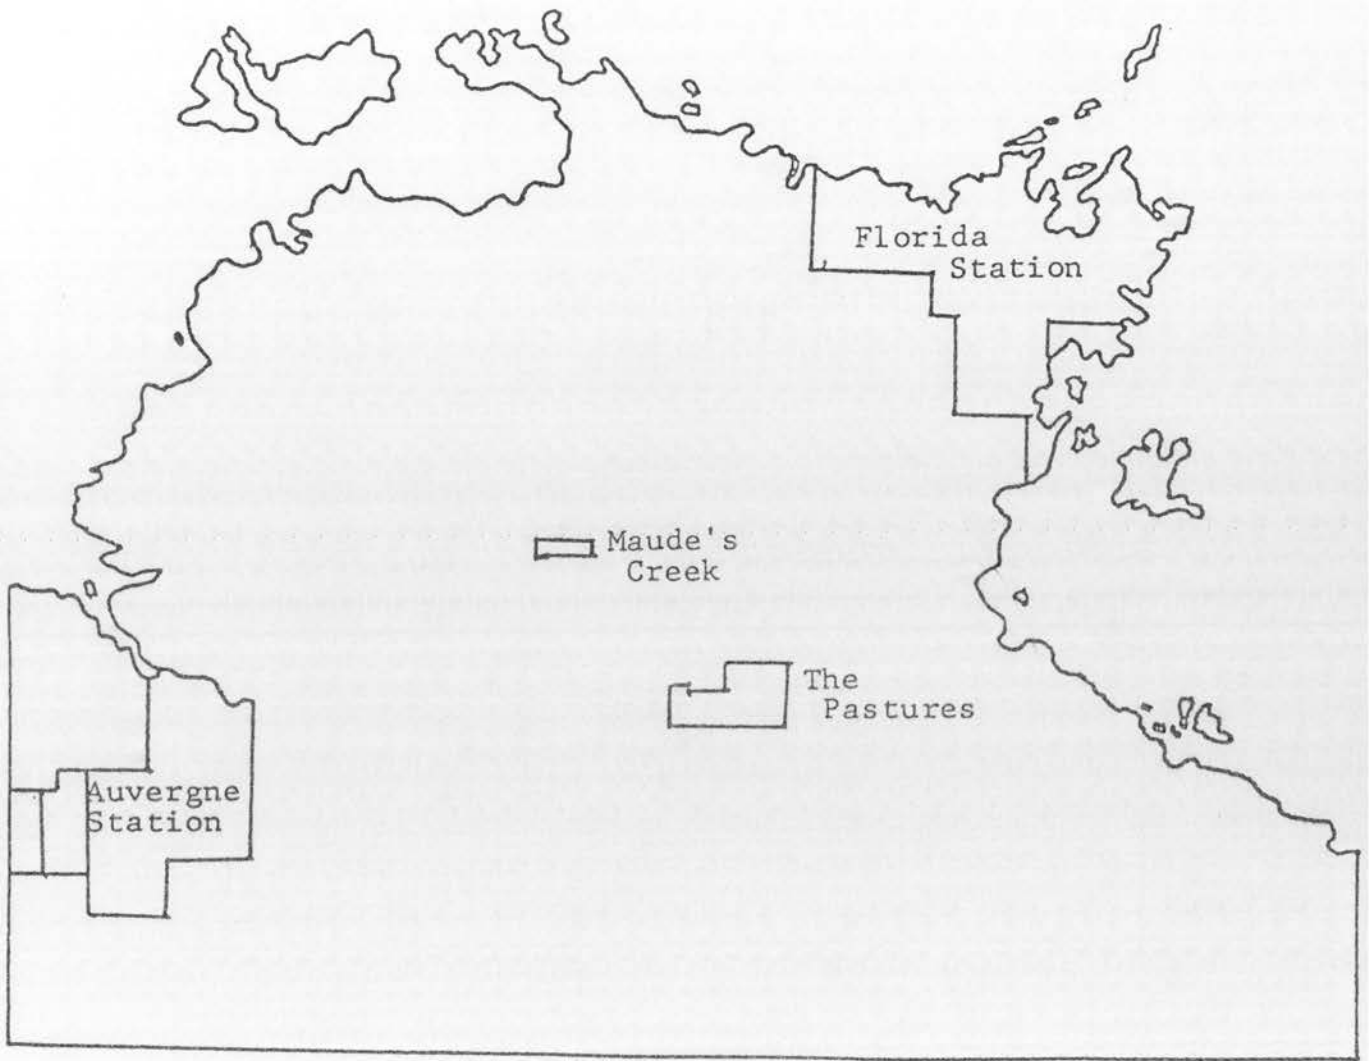 Florida
Station
Maude's
Creek
The
Pastures
Auvergne
Station